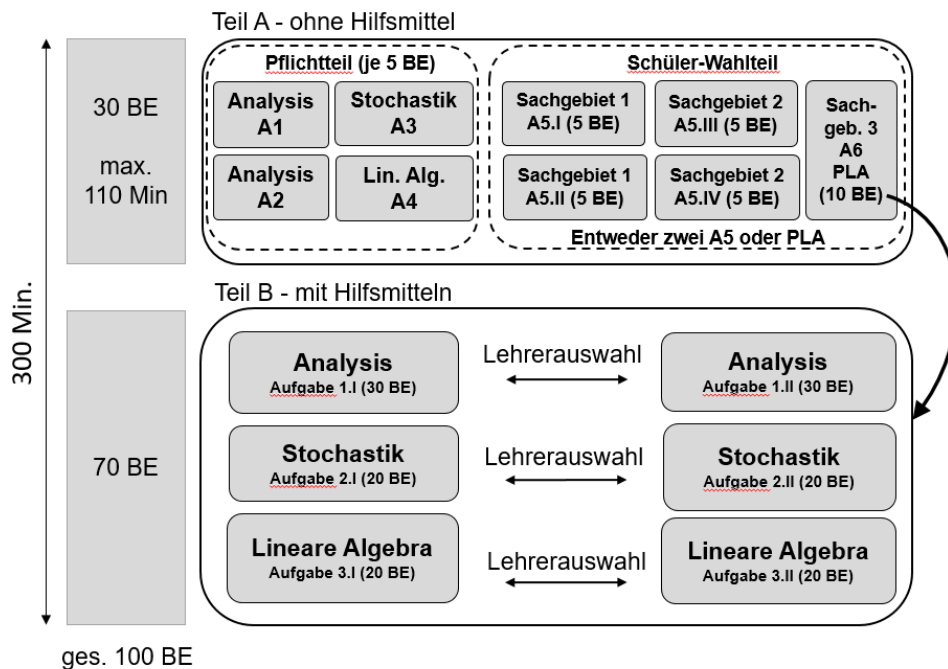 Teil A - ohne Hilfsmittel
300 Min.
30 BE
max.
110 Min
Pflichtteil (je 5 BE)
Analysis
A1
Stochastik
A3
Analysis
A2
Lin. Alg.
A4
Schüler-Wahlteil
Sachgebiet 1
A5.I (5 BE)
Sachgebiet 2
A5.III (5 BE)
Sachgebiet 1
A5.II (5 BE)
Sachgebiet 2
A5.IV (5 BE)
Sach-
geb. 3
A6
PLA
(10 BE)
Entweder zwei A5 oder PLA
Teil B - mit Hilfsmitteln
70 BE
Analysis
Aufgabe 1.I (30 BE)
Lehrerauswahl
Analysis
Aufgabe 1.II (30 BE)
Stochastik
Aufgabe 2.I (20 BE)
Lehrerauswahl
Stochastik
Aufgabe 2.II (20 BE)
Lineare Algebra
Aufgabe 3.I (20 BE)
Lehrerauswahl
Lineare Algebra
Aufgabe 3.II (20 BE)
ges. 100 BE